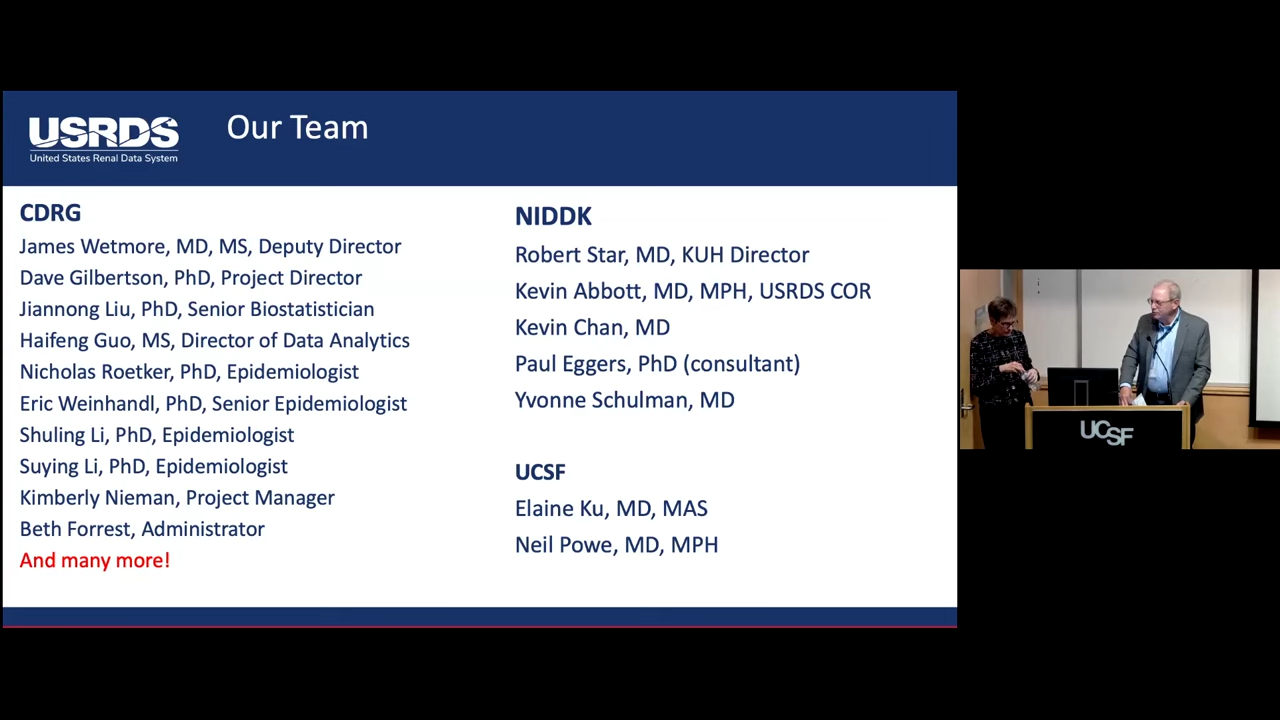 USRDS
United States Renal Data System
Our Team
CDRG
James Wetmore, MD, MS, Deputy Director
Dave Gilbertson, PhD, Project Director
Jiannong Liu, PhD, Senior Biostatistician
Haifeng Guo, MS, Director of Data Analytics
Nicholas Roetker, PhD, Epidemiologist
Eric Weinhandl, PhD, Senior Epidemiologist
Shuling Li, PhD, Epidemiologist
Suying Li, PhD, Epidemiologist
Kimberly Nieman, Project Manager
Beth Forrest, Administrator
And many more!
NIDDK
Robert Star, MD, KUH Director
Kevin Abbott, MD, MPH, USRDS COR
Kevin Chan, MD
Paul Eggers, PhD (consultant)
Yvonne Schulman, MD
UCSF
Elaine Ku, MD, MAS
Neil Powe, MD, MPH
UCSF